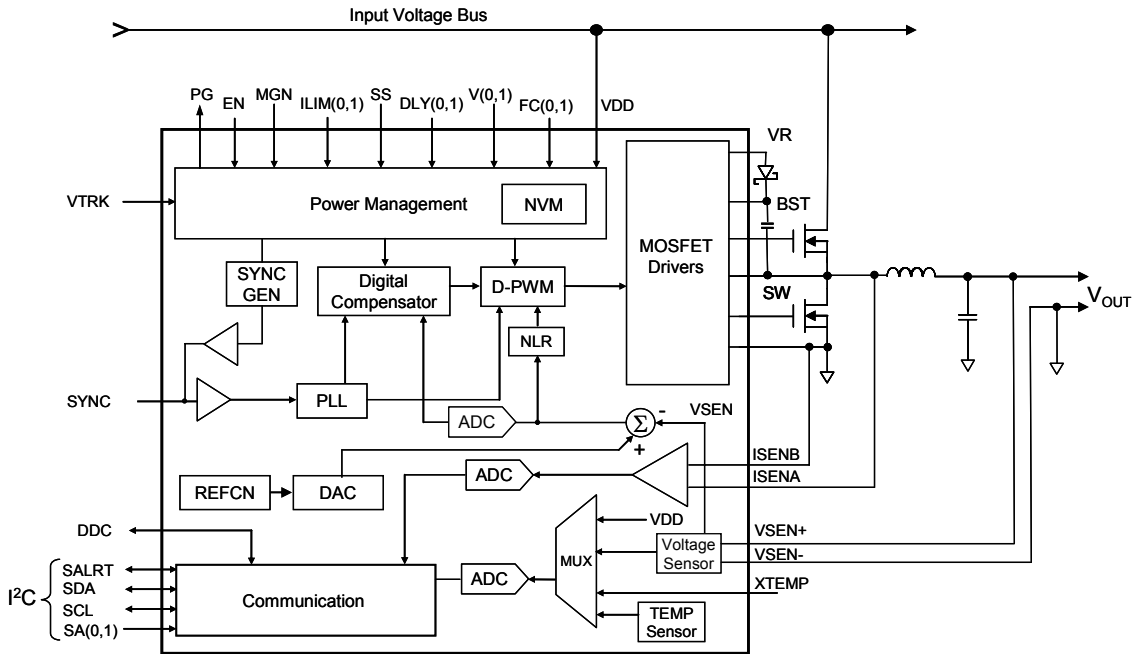 Input Voltage Bus
PG
EN
MGN
ILIM(0,1)
SS
DLY(0,1)
V(0,1)
FC(0,1)
VDD
VR
VTRK
Power Management
NVM
BST
MOSFET
Drivers
SYNC
GEN
Digital
Compensator
D-PWM
SW
VOUT
NLR
SYNC
PLL
ADC
Σ
-
+
VSEN
ISENB
ISENA
ADC
REFCN
DAC
VDD
DDC
VSEN+
VSEN-
Voltage
Sensor
MUX
I2C
SALRT
SDA
SCL
SA(0,1)
Communication
ADC
XTEMP
TEMP
Sensor